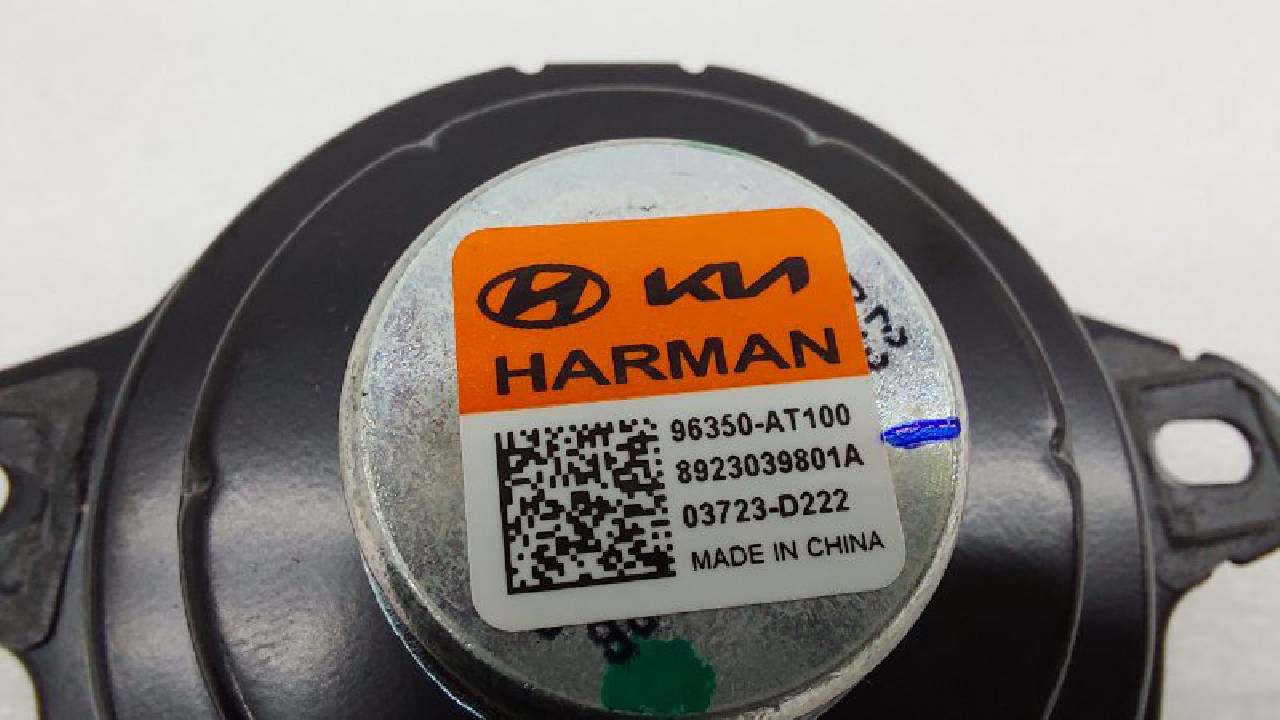 KIA
HARMAN
96350-AT100
8923039801A
03723-D222
MADE IN CHINA